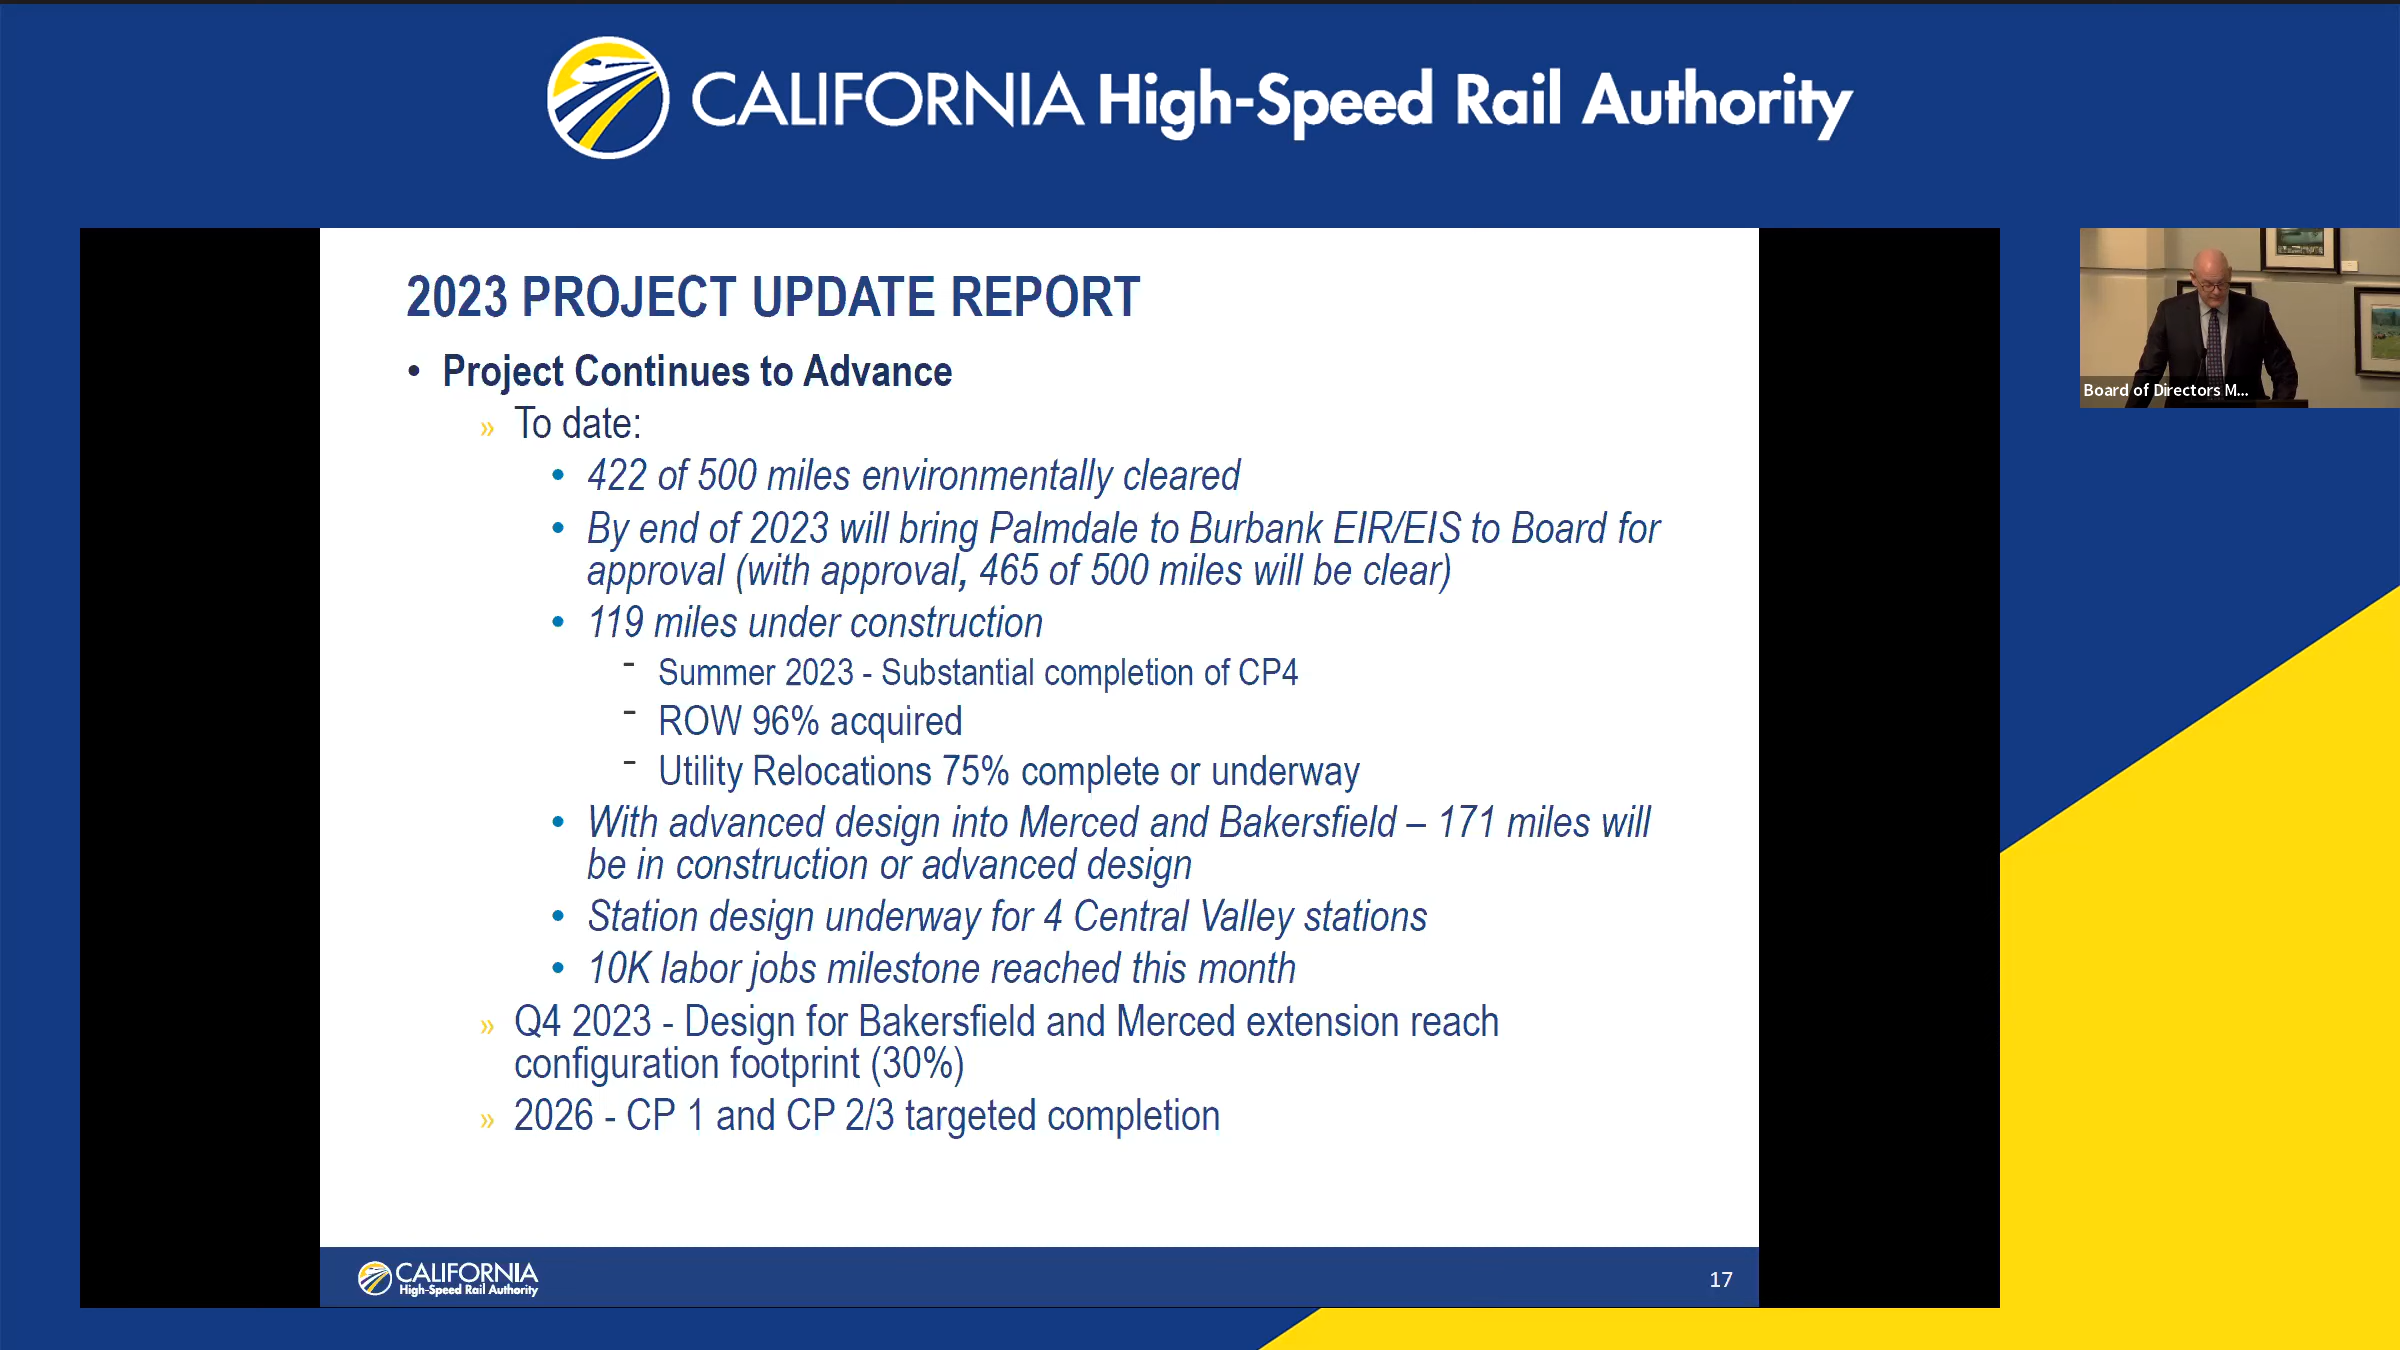 CALIFORNIA High-Speed Rail Authority
2023 PROJECT UPDATE REPORT
• Project Continues to Advance
» To date:
• 422 of 500 miles environmentally cleared
• By end of 2023 will bring Palmdale to Burbank EIR/EIS to Board for
approval (with approval, 465 of 500 miles will be clear)
• 119 miles under construction
- Summer 2023 - Substantial completion of CP4
- ROW 96% acquired
- Utility Relocations 75% complete or underway
• With advanced design into Merced and Bakersfield – 171 miles will
be in construction or advanced design
• Station design underway for 4 Central Valley stations
• 10K labor jobs milestone reached this month
» Q4 2023 - Design for Bakersfield and Merced extension reach
configuration footprint (30%)
» 2026 - CP 1 and CP 2/3 targeted completion
CALIFORNIA
High-Speed Rail Authority
17
Board of Directors M...